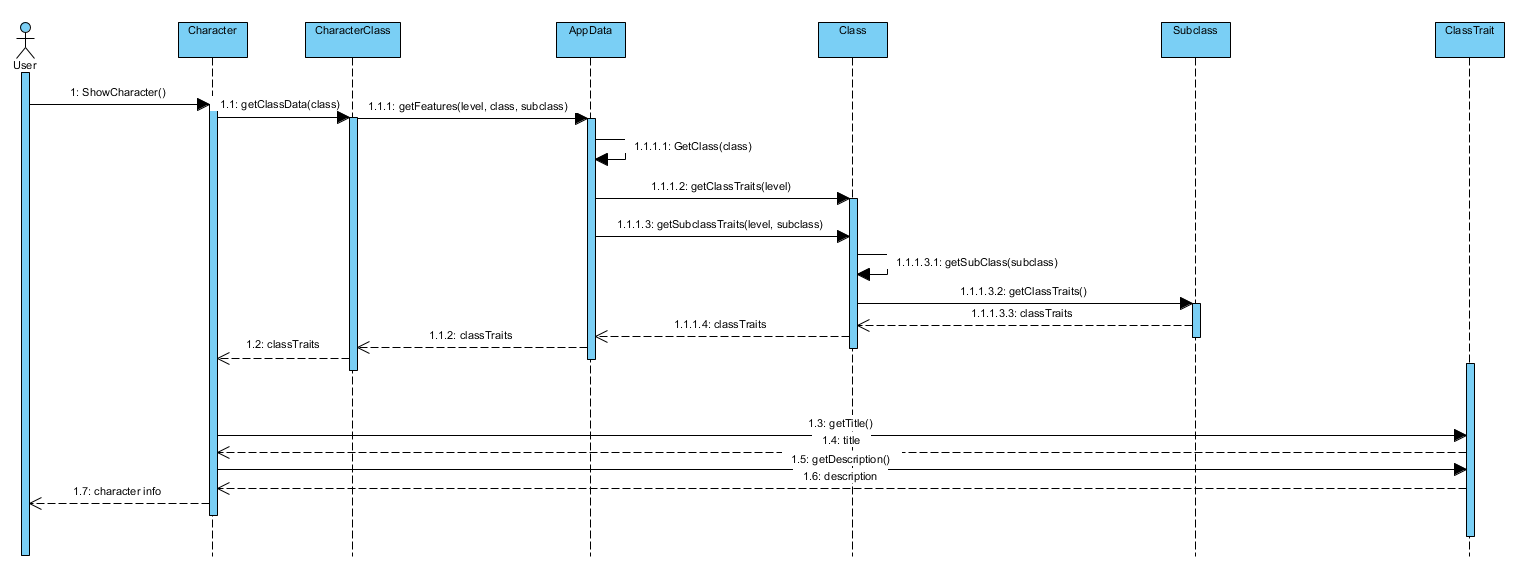 Character
CharacterClass
AppData
Class
Subclass
ClassTrait
User
1: ShowCharacter()
1.1: getClassData(class)
1.1.1: getFeatures(level, class, subclass)
1.1.1.1: GetClass(class)
1.1.1.2: getClassTraits(level)
1.1.1.3: getSubclassTraits(level, subclass)
1.1.1.3.1: getSubClass(subclass)
1.1.1.3.2: getClassTraits()
1.1.1.3.3: classTraits
1.1.1.4: classTraits
1.1.2: classTraits
1.2: classTraits
1.3: getTitle()
1.4: title
1.5: getDescription()
1.6: description
1.7: character info